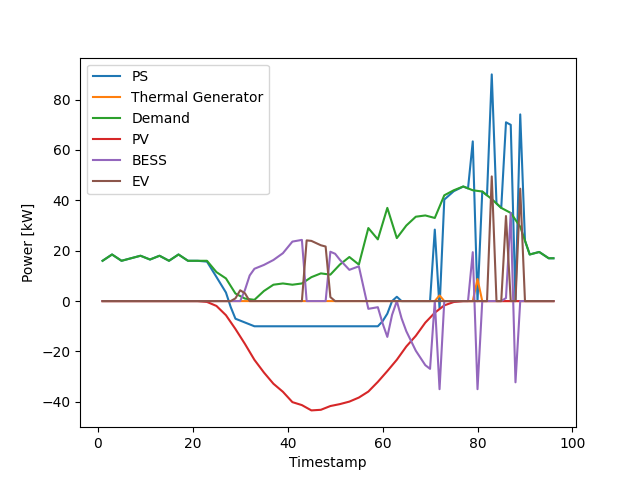 PS
Thermal Generator
Demand
PV
BESS
EV
Power [kW]
80
60
40
20
0
−20
−40
0 20 40 60 80 100
Timestamp